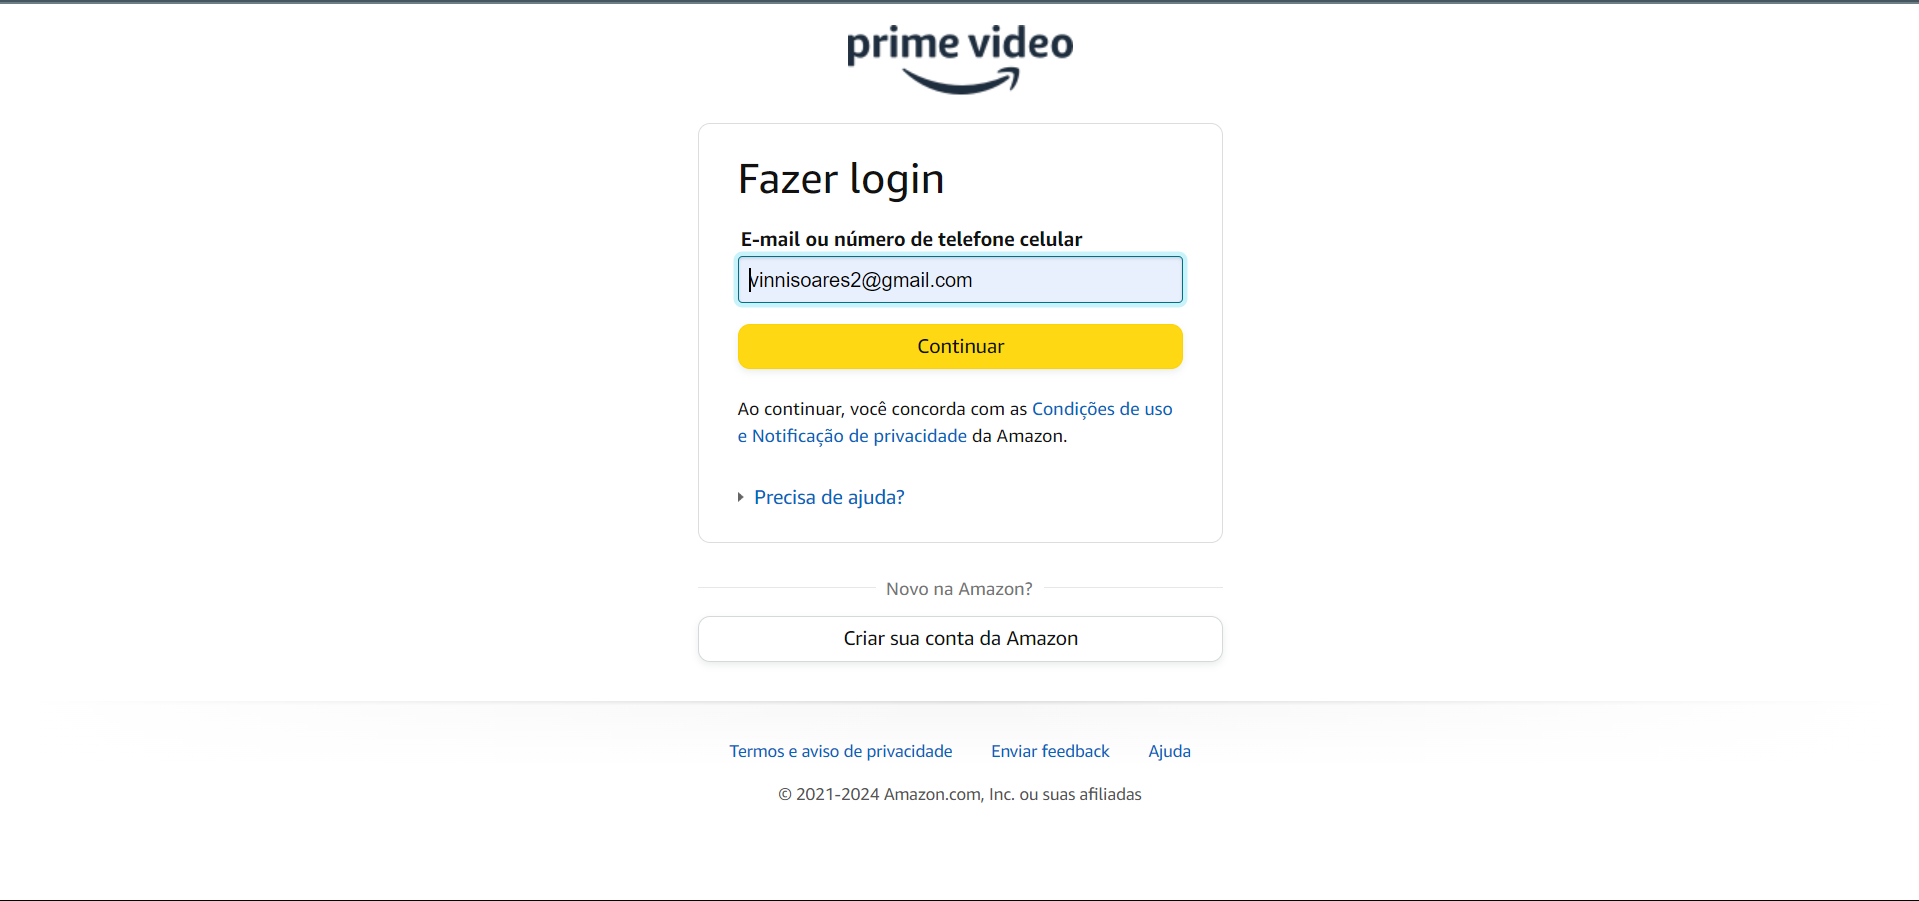 prime video
Fazer login
E-mail ou número de telefone celular
vinnisoares2@gmail.com
Continuar
Ao continuar, você concorda com as Condições de uso
e Notificação de privacidade da Amazon.
Precisa de ajuda?
Novo na Amazon?
Criar sua conta da Amazon
Termos e aviso de privacidade Enviar feedback Ajuda
© 2021-2024 Amazon.com, Inc. ou suas afiliadas